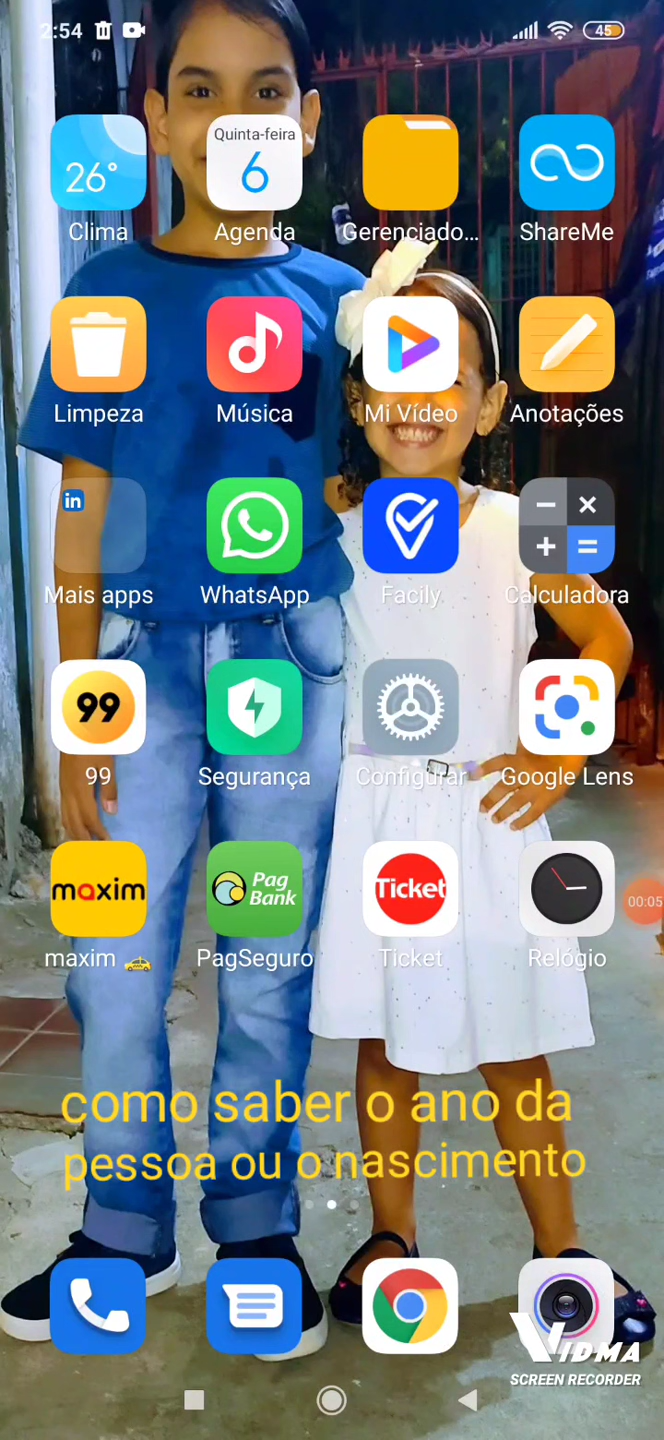 2:54
45
Quinta-feira
6
26°
Clima
Agenda
Gerenciado...
ShareMe
Limpeza
Música
Mi Vídeo
Anotações
in
Mais apps
WhatsApp
Facily
Calculadora
99
99
Segurança
Configurar
Google Lens
maxim
Pag
Bank
Ticket
00:05
maxim 🚕
PagSeguro
Ticket
Relógio
como saber o ano da
pessoa ou o nascimento
VIDMA
SCREEN RECORDER